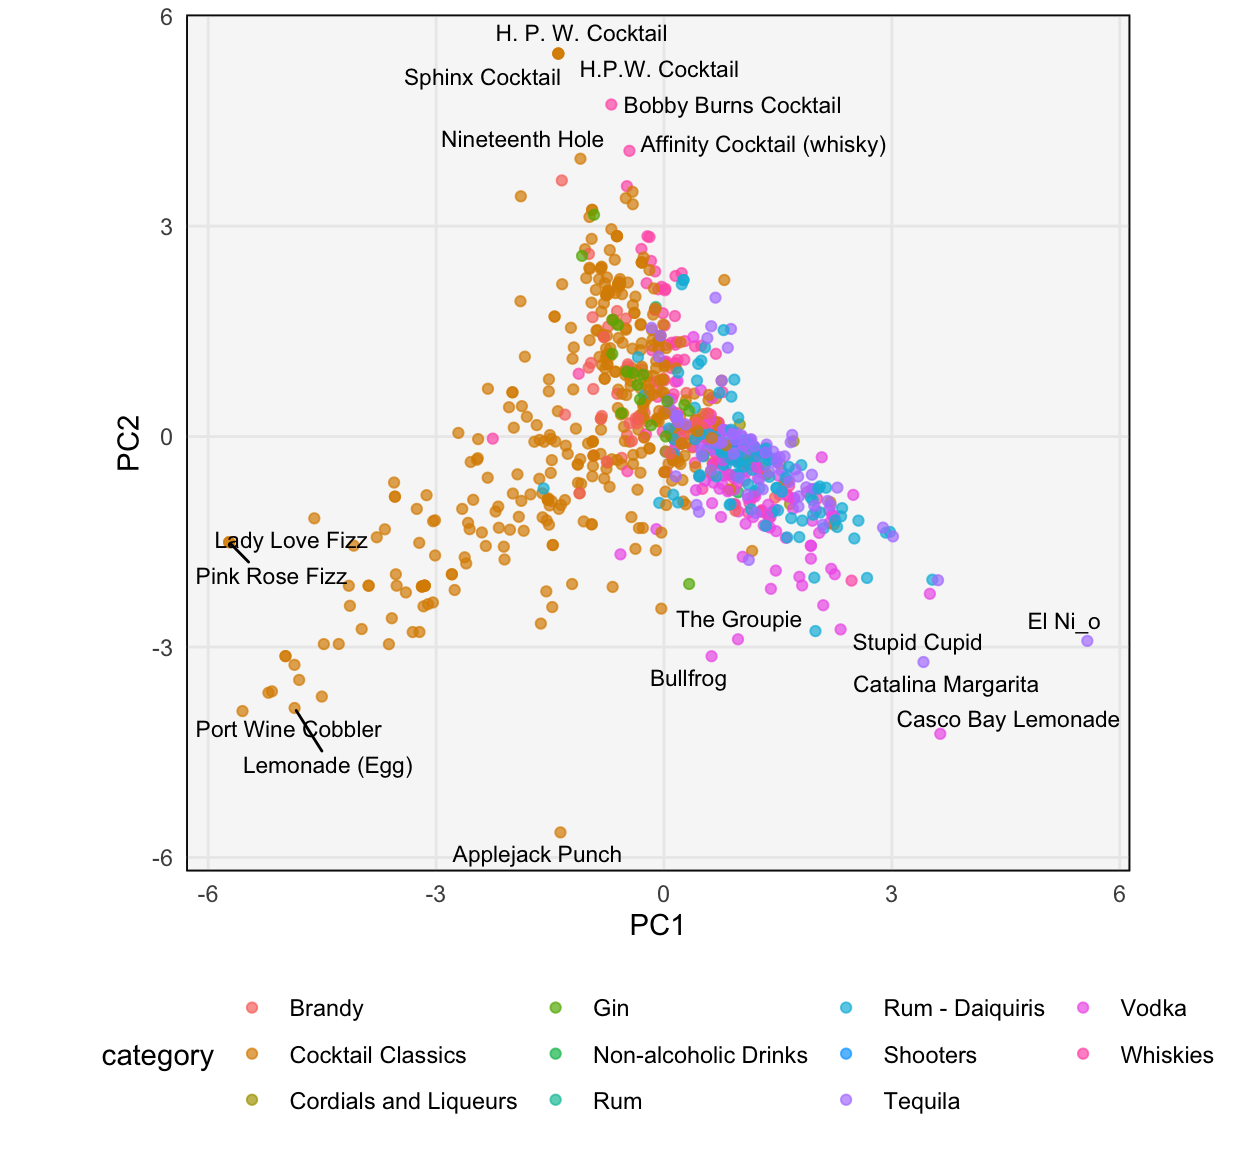 6
H. P. W. Cocktail
H.P.W. Cocktail
Sphinx Cocktail
Bobby Burns Cocktail
Nineteenth Hole
Affinity Cocktail (whisky)
3
PC2
0
Lady Love Fizz
Pink Rose Fizz
The Groupie
El Ni_o
Stupid Cupid
-3
Bullfrog
Catalina Margarita
Casco Bay Lemonade
Port Wine Cobbler
Lemonade (Egg)
Applejack Punch
-6
-6 -3 0 3 6
PC1
category
Brandy
Cocktail Classics
Cordials and Liqueurs
Gin
Non-alcoholic Drinks
Rum
Rum - Daiquiris
Shooters
Tequila
Vodka
Whiskies